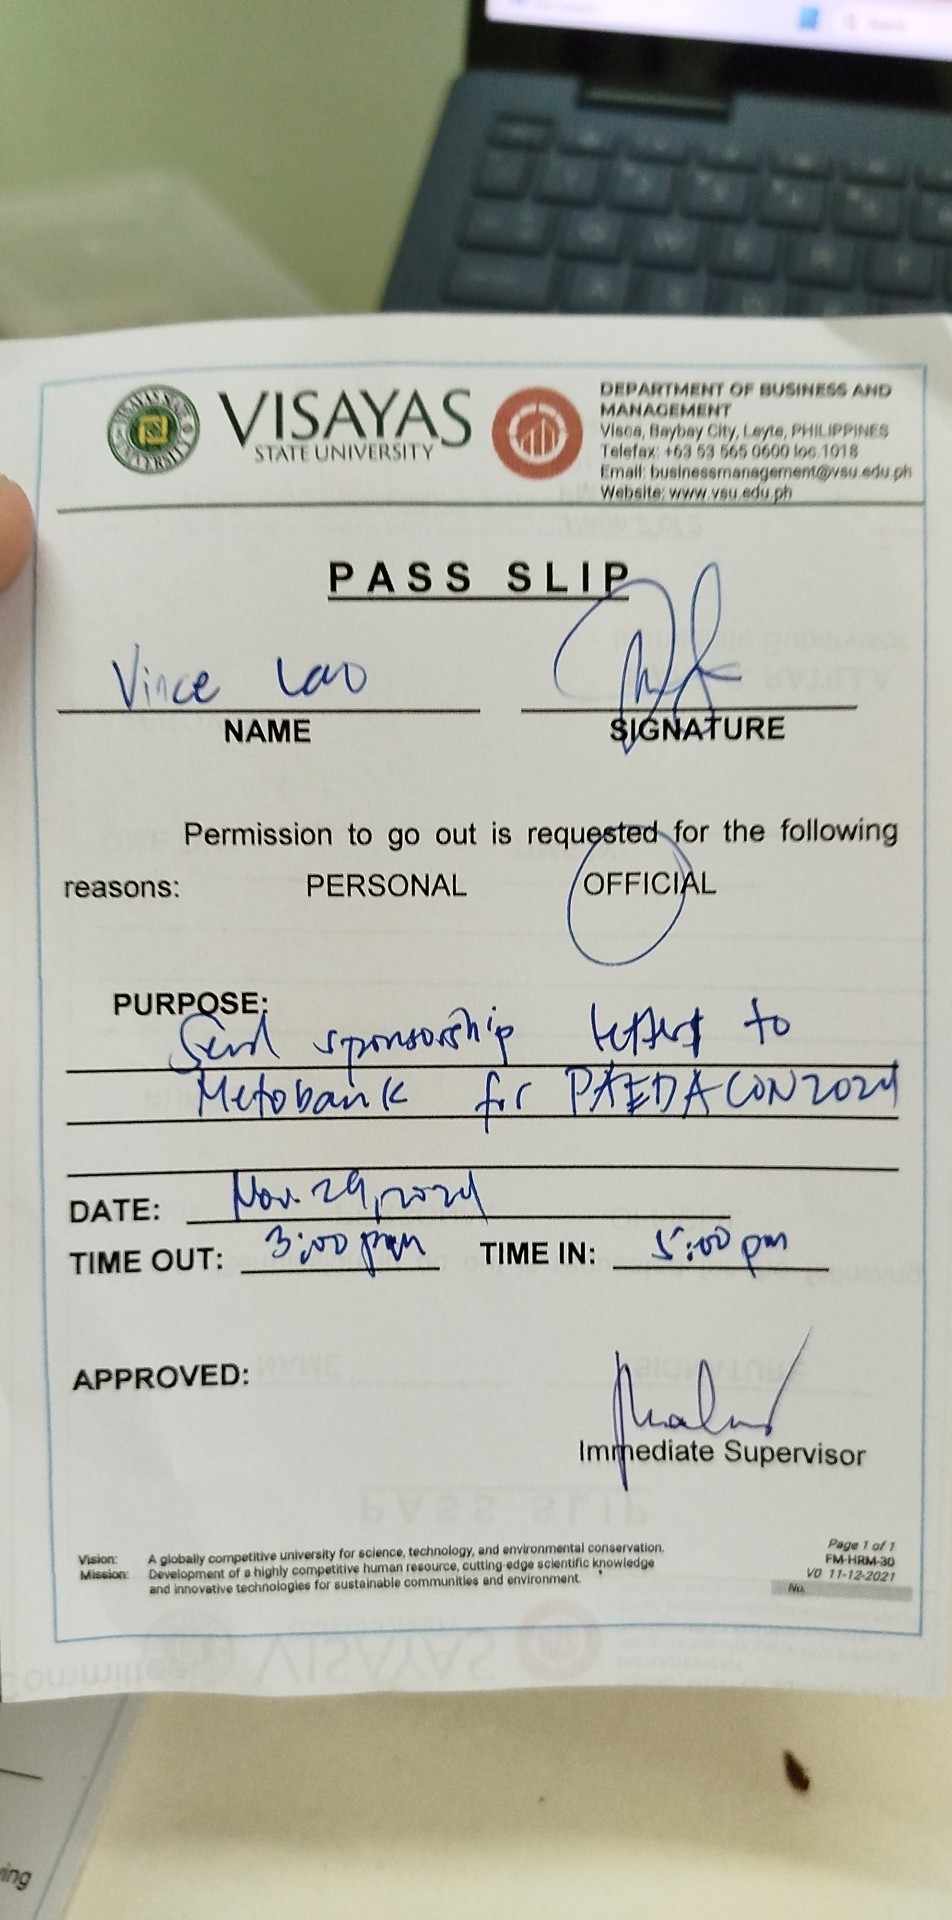 VISAYAS
STATE UNIVERSITY
DEPARTMENT OF BUSINESS AND
MANAGEMENT
Visca, Baybay City, Leyte, PHILIPPINES
Telefax: +63 53 565 0600 loc.1018
Email: businessmanagement@vsu.edu.ph
Website: www.vsu.edu.ph
PASS SLIP
Vince Lao
NAME SIGNATURE
Permission to go out is requested for the following
reasons: PERSONAL OFFICIAL
PURPOSE:
Send sponsorship letters to
Metobank for PAEDACON2024
DATE: Nov. 29, 2024
TIME OUT: 3:00 pm TIME IN: 5:00 pm
APPROVED:
Immediate Supervisor
Vision: A globally competitive university for science, technology, and environmental conservation.
Mission: Development of a highly competitive human resource, cutting-edge scientific knowledge
and innovative technologies for sustainable communities and environment.
Page 1 of 1
FM-HRM-30
V0 11-12-2021
No.